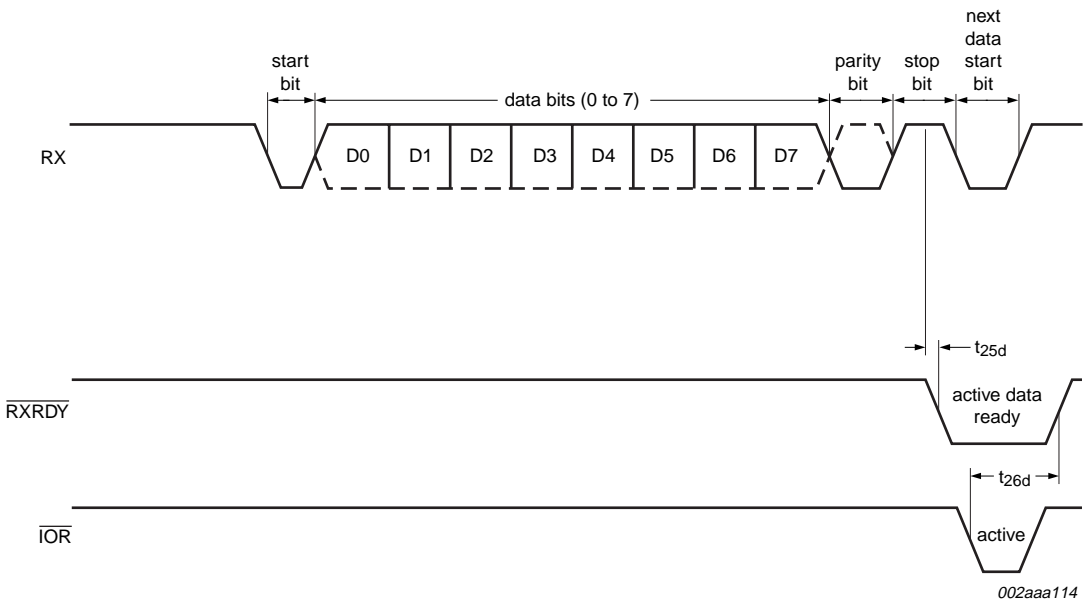 next
data
start
bit
start
bit
parity
bit
stop
bit
data bits (0 to 7)
RX
D0 D1 D2 D3 D4 D5 D6 D7
t25d
RXRDY
active data
ready
t26d
IOR
active
002aaa114